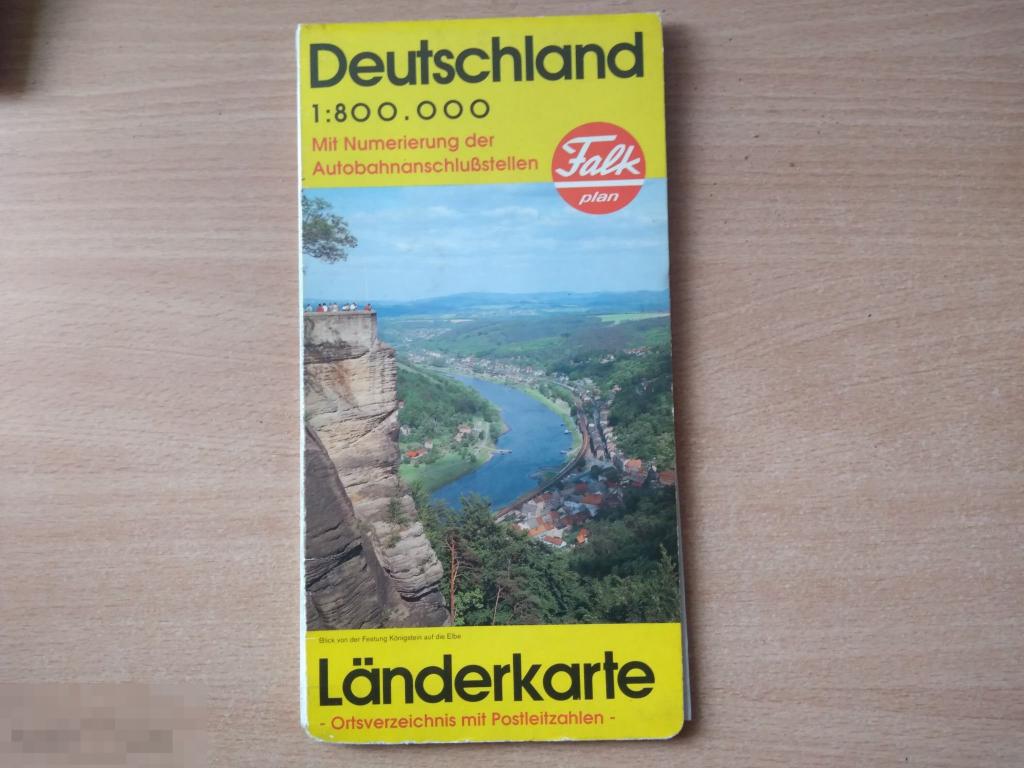 Deutschland
1:800.000
Mit Numerierung der
Autobahnanschlußstellen
Falk
plan
Blick von der Festung Königstein auf die Elbe
Länderkarte
- Ortsverzeichnis mit Postleitzahlen -